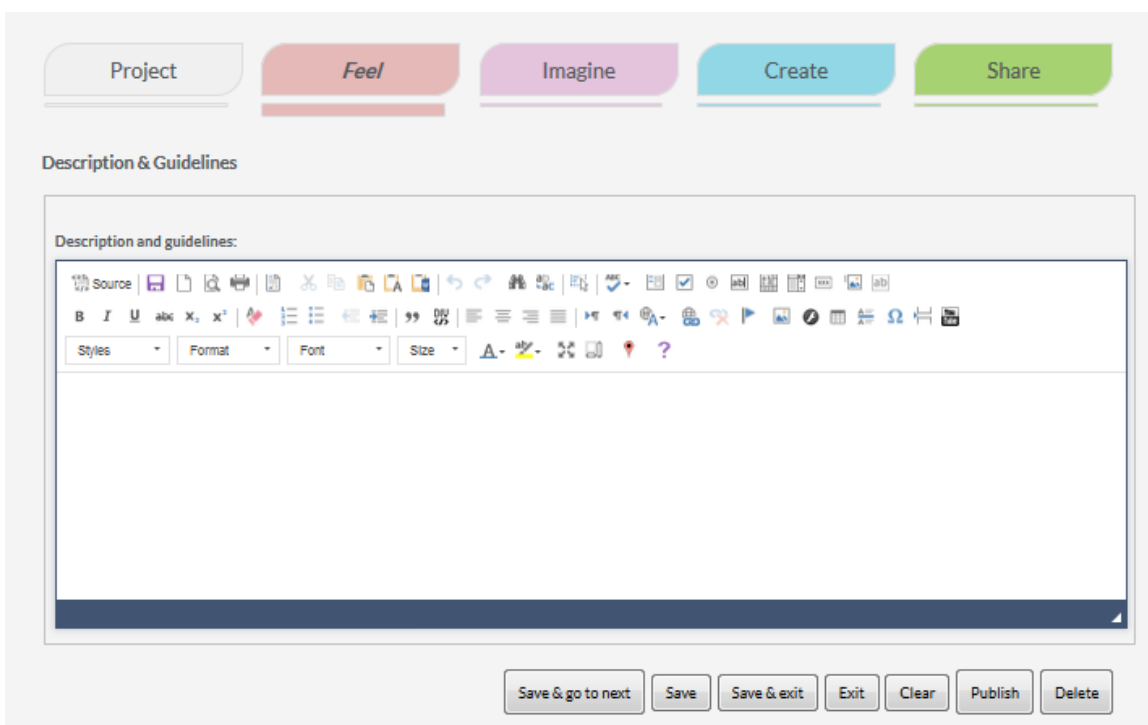 Project Feel Imagine Create Share
Description & Guidelines
Description and guidelines:
Source
B I U abc X₂ X²
Styles Format Font Size A
Save & go to next Save Save & exit Exit Clear Publish Delete